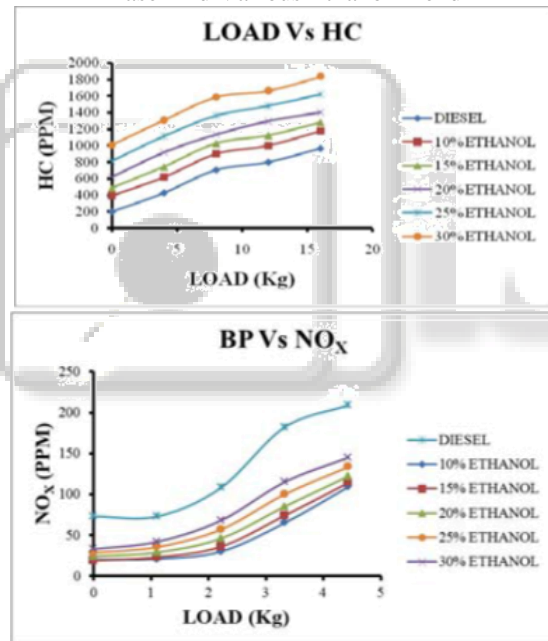 LOAD Vs HC
HC (PPM)
2000
1800
1600
1400
1200
1000
800
600
400
200
0
0 5 10 15 20
LOAD (Kg)
DIESEL
10%ETHANOL
15%ETHANOL
20%ETHANOL
25%ETHANOL
30%ETHANOL
BP Vs NOX
NOX (PPM)
250
200
150
100
50
0
0 1 2 3 4 5
LOAD (Kg)
DIESEL
10% ETHANOL
15% ETHANOL
20% ETHANOL
25% ETHANOL
30% ETHANOL